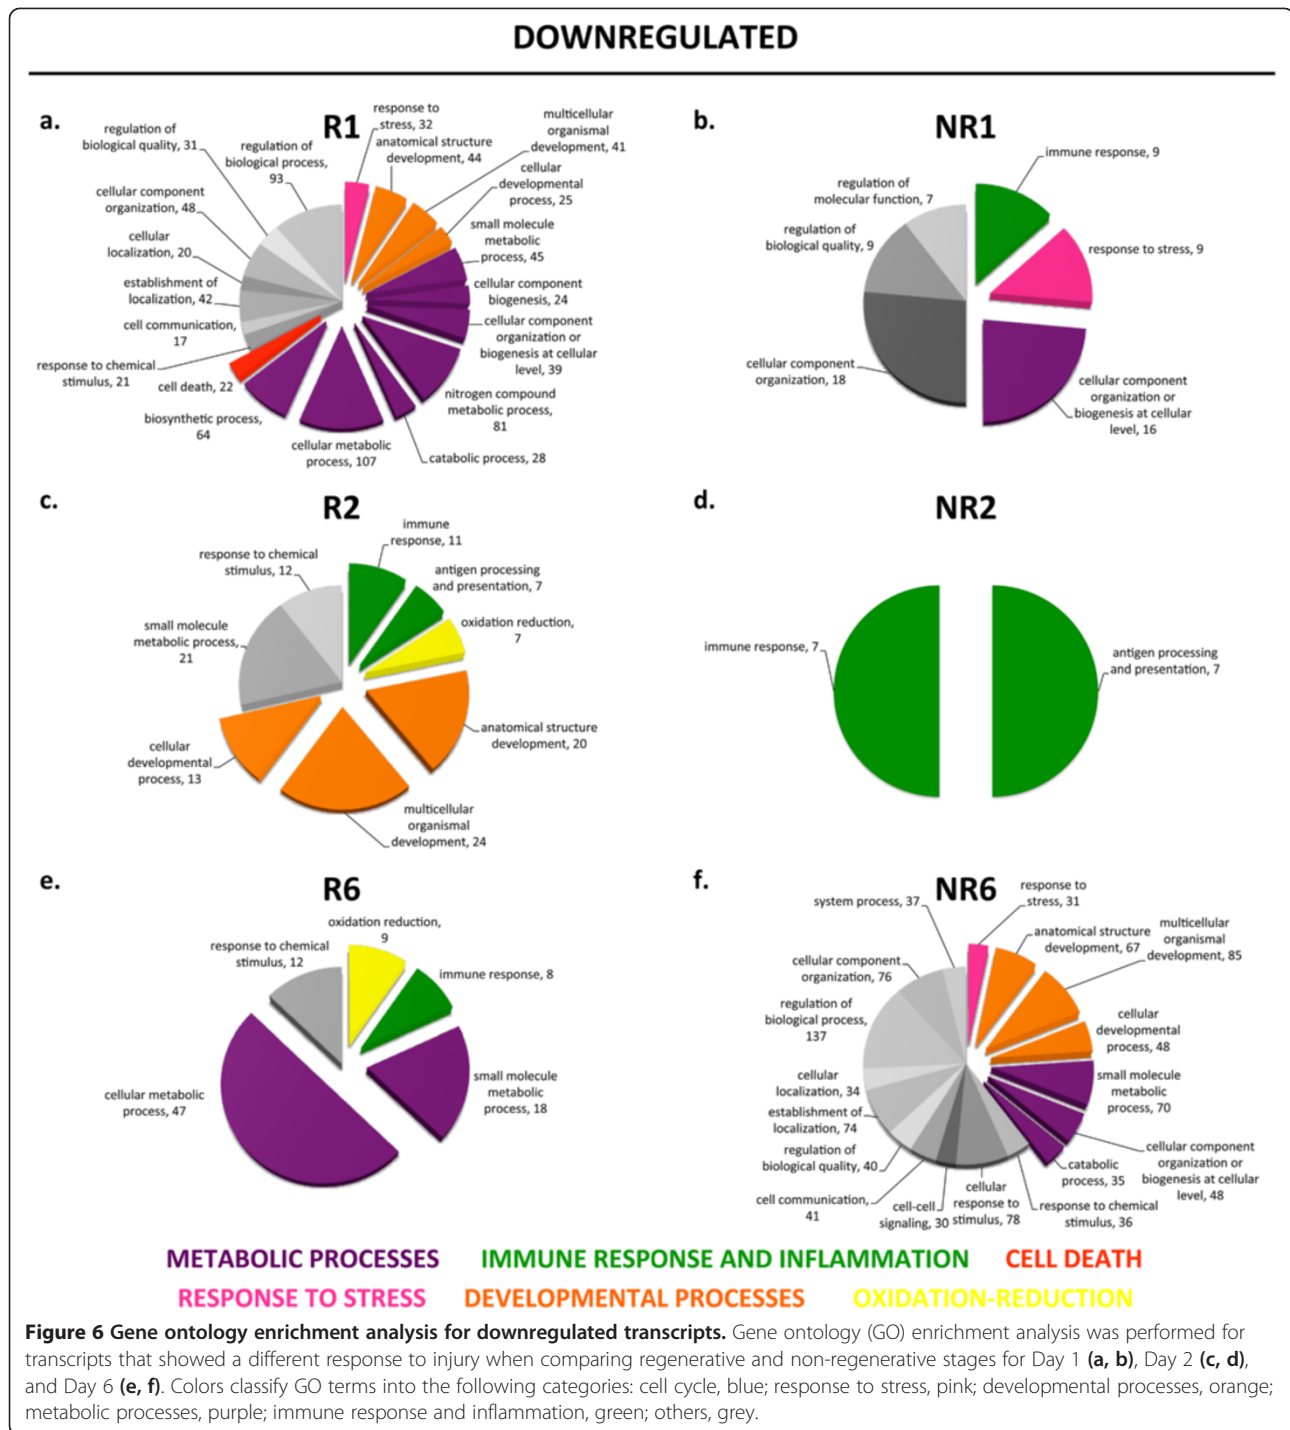 DOWNREGULATED
a.
R1
response to
stress, 32
anatomical structure
development, 44
multicellular
organismal
development, 41
cellular
developmental
process, 25
small molecule
metabolic
process, 45
cellular component
biogenesis, 24
cellular component
organization or
biogenesis at cellular
level, 39
nitrogen compound
metabolic process,
81
catabolic process, 28
cellular metabolic
process, 107
biosynthetic process,
64
cell death, 22
response to chemical
stimulus, 21
cell communication,
17
establishment of
localization, 42
cellular
localization, 20
cellular component
organization, 48
regulation of
biological quality, 31
regulation of
biological process,
93
b.
NR1
immune response, 9
response to stress, 9
cellular component
organization or
biogenesis at cellular
level, 16
cellular component
organization, 18
regulation of
biological quality, 9
regulation of
molecular function, 7
c.
R2
immune
response, 11
antigen processing
and presentation, 7
oxidation reduction,
7
anatomical structure
development, 20
multicellular
organismal
development, 24
cellular
developmental
process, 13
small molecule
metabolic process,
21
response to chemical
stimulus, 12
d.
NR2
immune response, 7
antigen processing
and presentation, 7
e.
R6
oxidation reduction,
9
immune response, 8
small molecule
metabolic
process, 18
cellular metabolic
process, 47
response to chemical
stimulus, 12
f.
NR6
response to
stress, 31
anatomical structure
development, 67
multicellular
organismal
development, 85
cellular
developmental
process, 48
small molecule
metabolic
process, 70
cellular component
organization or
biogenesis at cellular
level, 48
catabolic
process, 35
response to chemical
stimulus, 36
cellular
response to
stimulus, 78
cell-cell
signaling, 30
cell communication,
41
regulation of
biological quality, 40
establishment of
localization, 74
cellular
localization, 34
regulation of
biological process,
137
cellular component
organization, 76
system process, 37
METABOLIC PROCESSES IMMUNE RESPONSE AND INFLAMMATION CELL DEATH
RESPONSE TO STRESS DEVELOPMENTAL PROCESSES OXIDATION-REDUCTION
Figure 6 Gene ontology enrichment analysis for downregulated transcripts. Gene ontology (GO) enrichment analysis was performed for
transcripts that showed a different response to injury when comparing regenerative and non-regenerative stages for Day 1 (a, b), Day 2 (c, d),
and Day 6 (e, f). Colors classify GO terms into the following categories: cell cycle, blue; response to stress, pink; developmental processes, orange;
metabolic processes, purple; immune response and inflammation, green; others, grey.